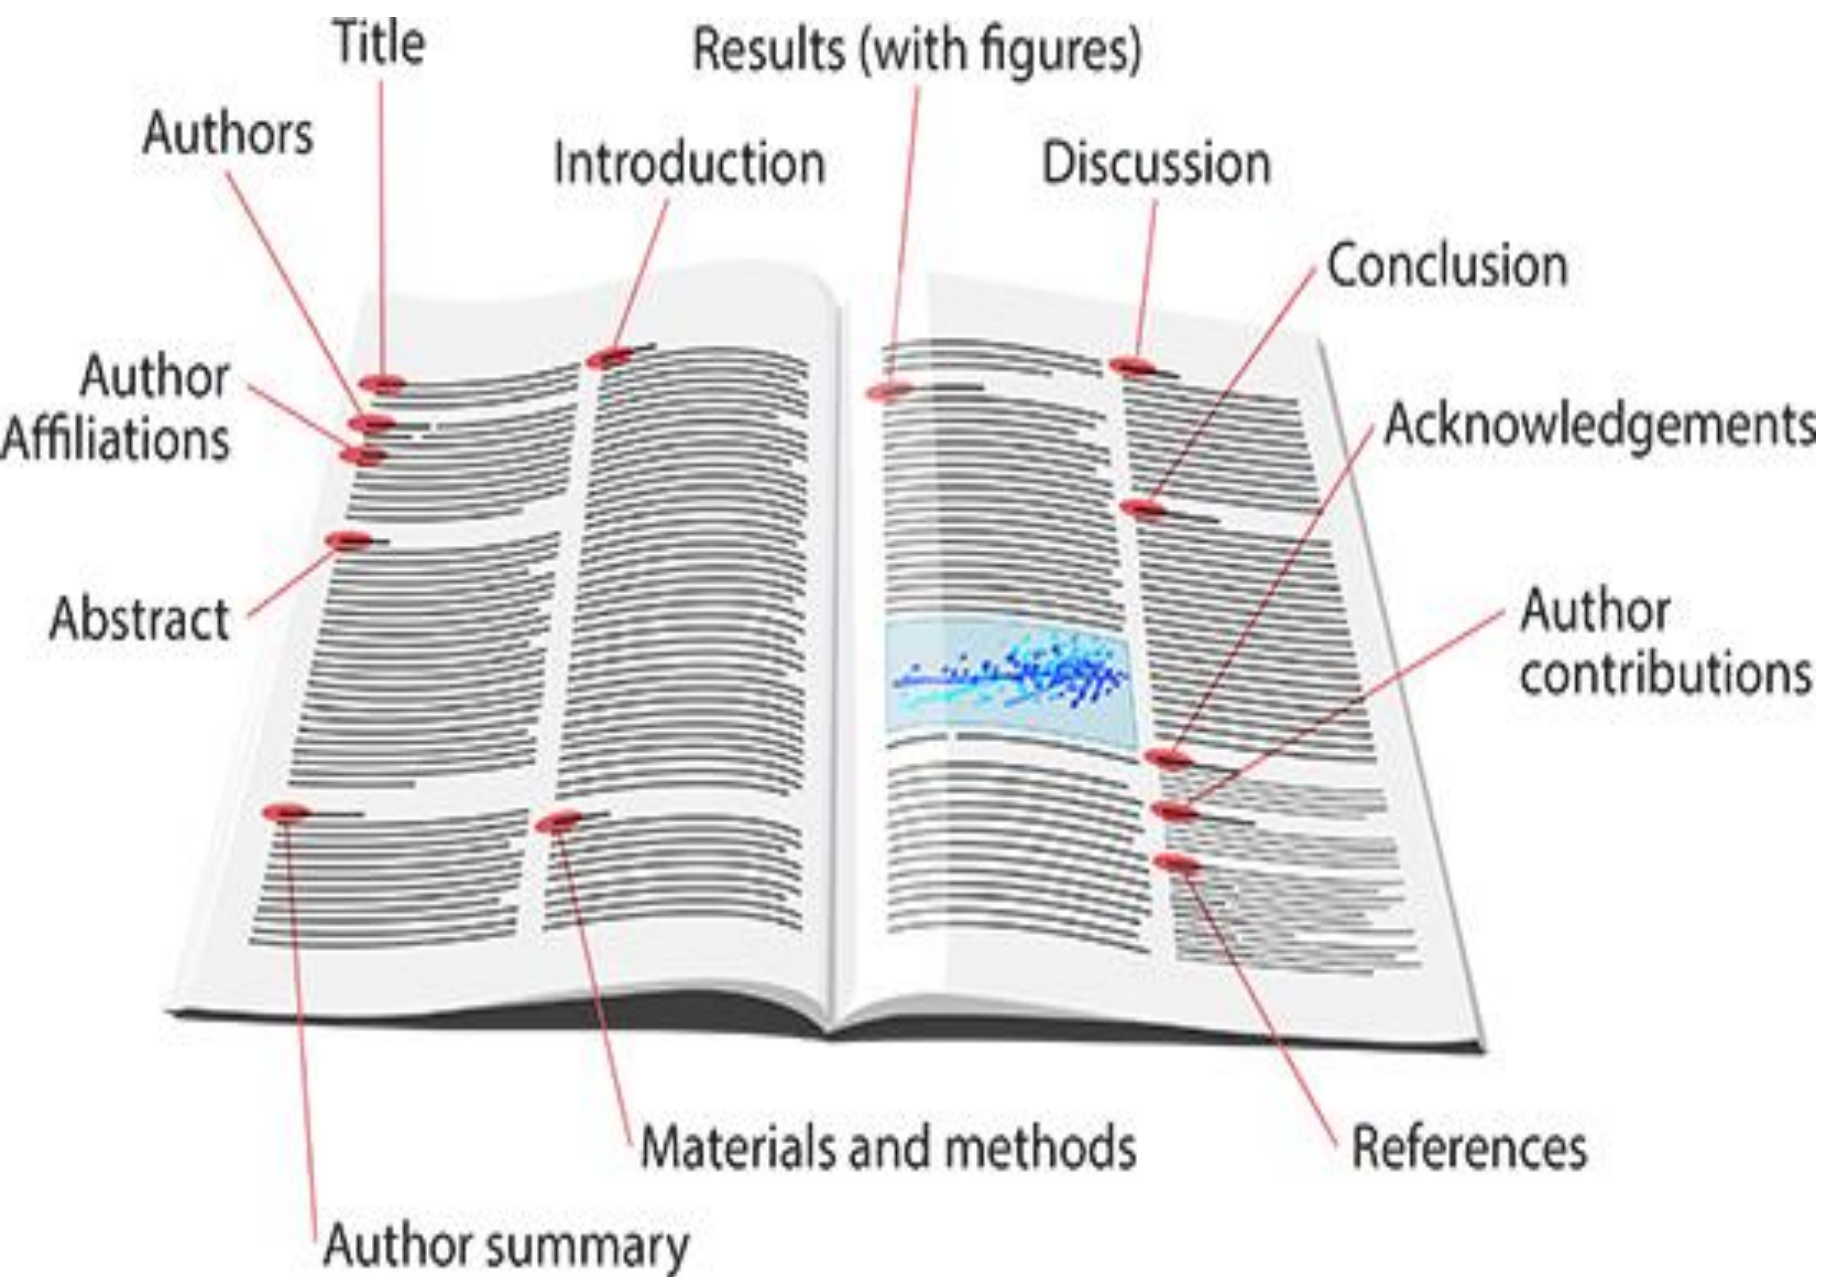 Title
Results (with figures)
Authors
Introduction
Discussion
Conclusion
Author
Affiliations
Acknowledgements
Abstract
Author
contributions
Materials and methods
References
Author summary